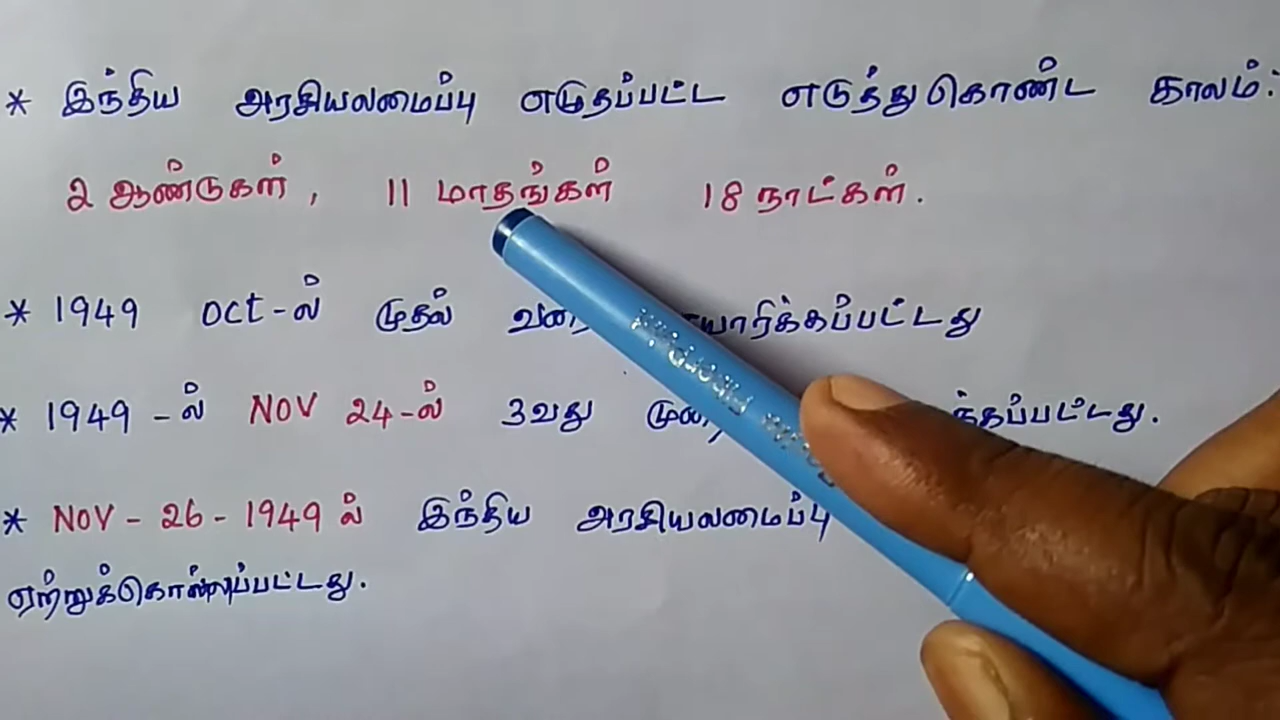 * இந்திய அரசியலமைப்பு எழுதப்பட்ட எடுத்துகொண்ட காலம்:
2 ஆண்டுகள், 11 மாதங்கள் 18 நாட்கள்.
* 1949 Oct-ல் முதல்
* 1949 -ல் NOV 24-ல் 3வது
* NOV - 26 - 1949 ல் இந்திய அரசியலமைப்பு
ஏற்றுக்கொள்ளப்பட்டது.